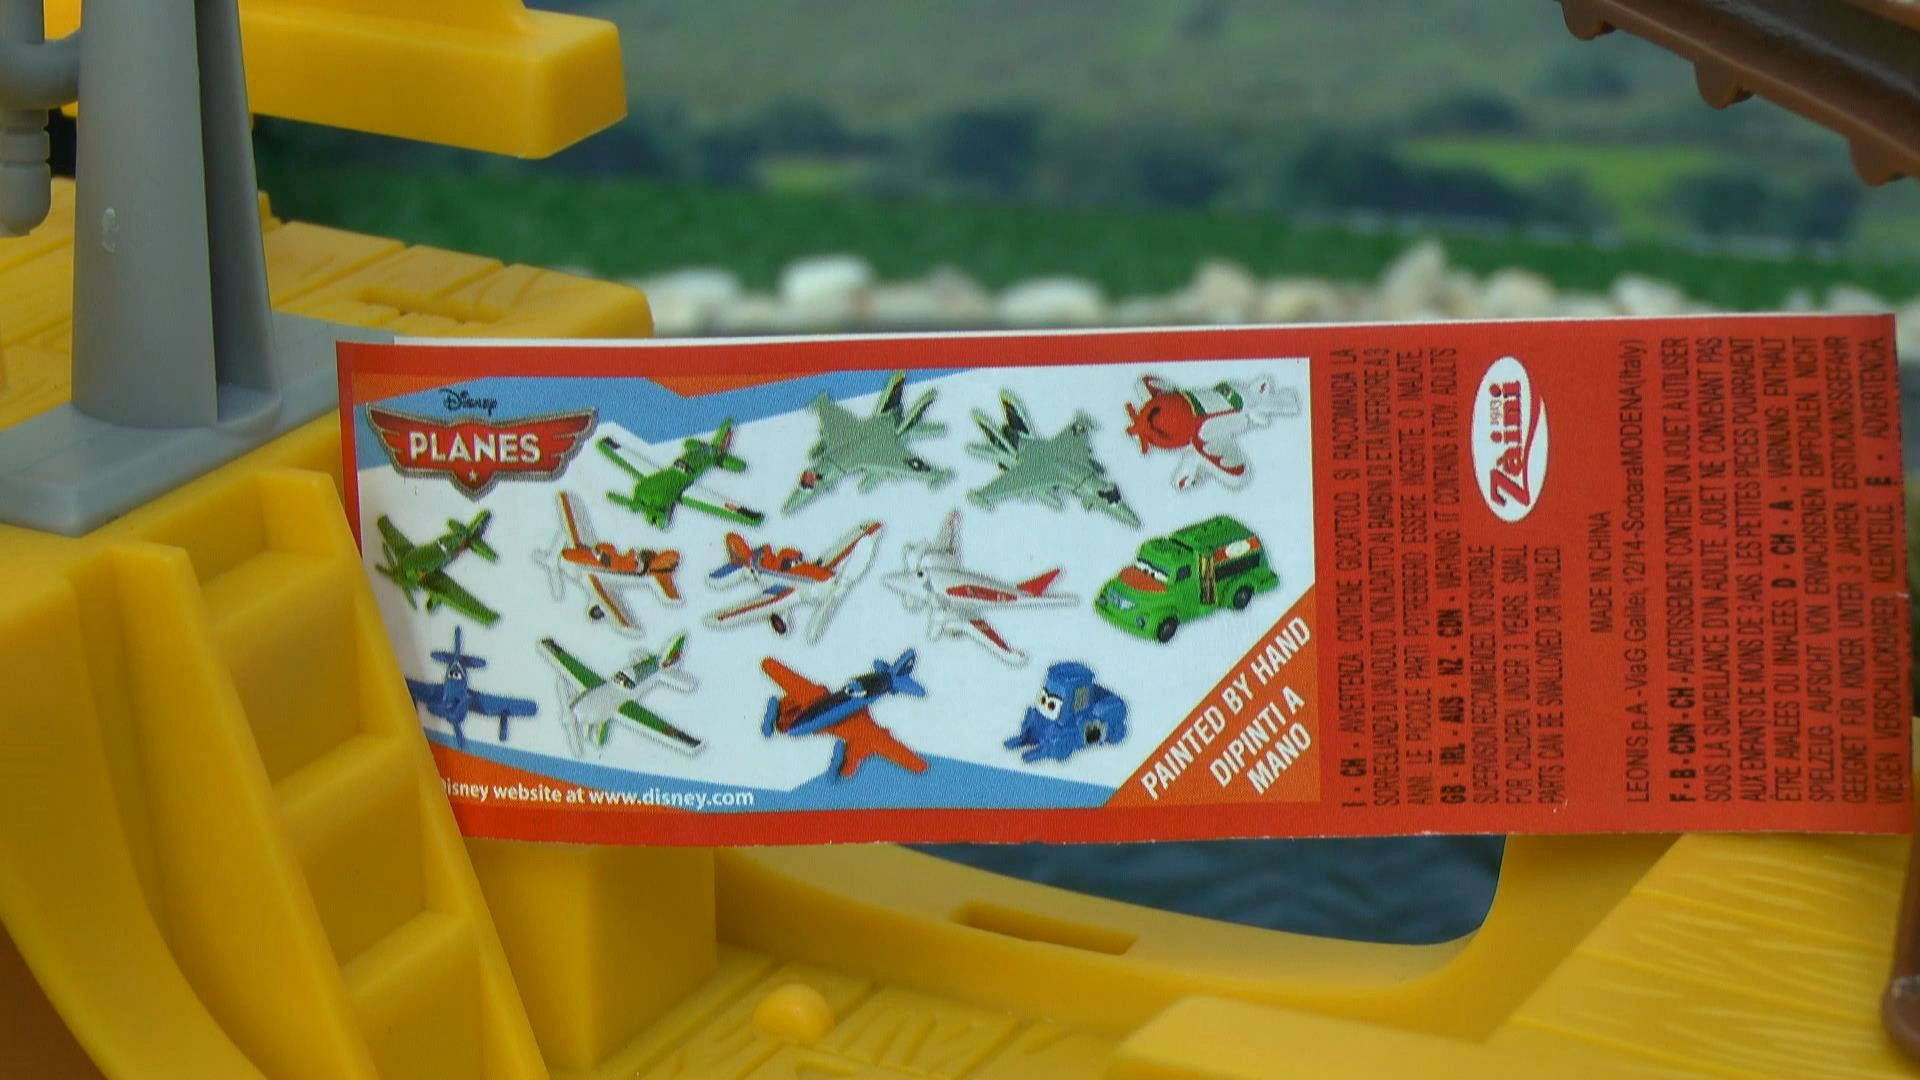 Disney
PLANES
isney website at www.disney.com
PAINTED BY HAND
DIPINTI A
MANO
I - CH - AVVERTENZA. CONTIENE GIOCATTOLO. SI RACCOMANDA LA
SORVEGLIANZA DI UN ADULTO. NON ADATTO AI BAMBINI DI ETÀ INFERIORE A 3
ANNI. LE PICCOLE PARTI POTREBBERO ESSERE INGERITE O INALATE.
GB - IRL - AUS - NZ - CDN - WARNING IT CONTAINS A TOY. ADULTS
SUPERVISION RECOMMENDED. NOT SUITABLE
FOR CHILDREN UNDER 3 YEARS. SMALL
PARTS CAN BE SWALLOWED OR INHALED.
Zaini
1913
MADE IN CHINA
LEONIS p.A - Via G Galilei, 12/14-Sorbara MODENA (Italy)
F - B - CDN - CH - AVERTISSEMENT CONTIENT UN JOUET À UTILISER
SOUS LA SURVEILLANCE D'UN ADULTE. JOUET NE CONVENANT PAS
AUX ENFANTS DE MOINS DE 3 ANS. LES PETITES PIECES POURRAIENT
ÊTRE AVALEES OU INHALEES D - CH - A - WARNUNG ENTHÄLT
SPIELZEUG AUFSICHT VON ERWACHSENEN EMPFOHLEN NICHT
GEEIGNET FÜR KINDER UNTER 3 JAHREN ERSTICKUNGSGEFAHR
WEGEN VERSCHLUCKBARER KLEINTEILE E - ADVERTENCIA